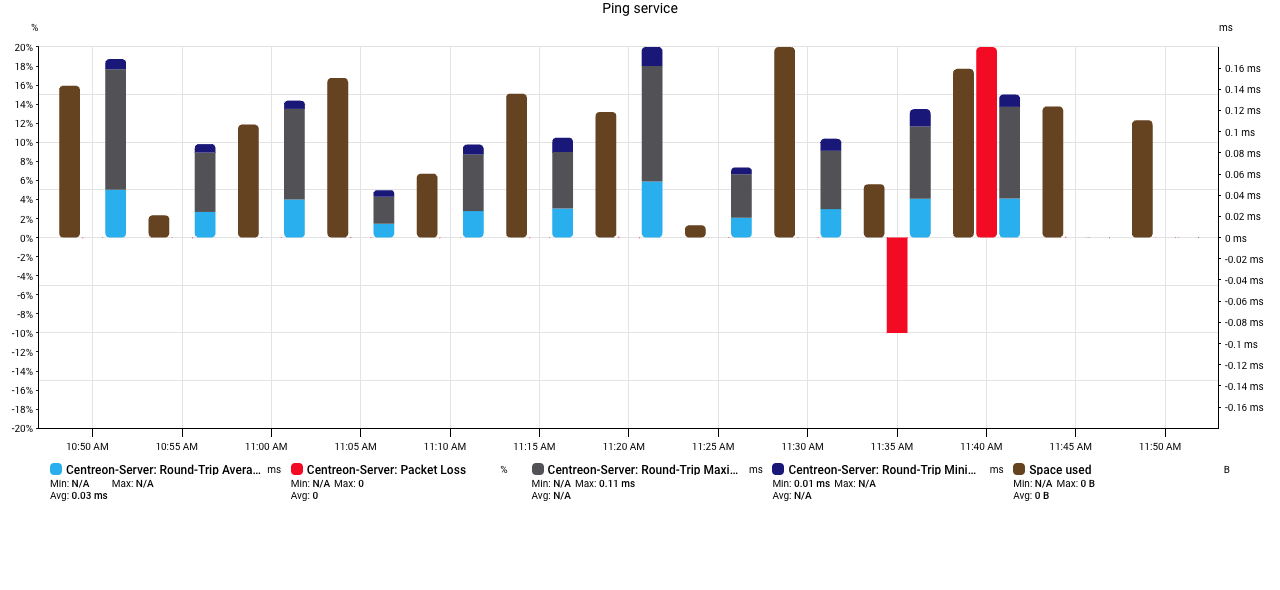 Ping service
% ms
20%
18% 0.16 ms
16% 0.14 ms
14% 0.12 ms
12% 0.1 ms
10% 0.08 ms
8% 0.06 ms
6% 0.04 ms
4% 0.02 ms
2% 0 ms
0% -0.02 ms
-2% -0.04 ms
-4% -0.06 ms
-6% -0.08 ms
-8% -0.1 ms
-10% -0.12 ms
-12% -0.14 ms
-14% -0.16 ms
-16%
-18%
-20%
10:50 AM 10:55 AM 11:00 AM 11:05 AM 11:10 AM 11:15 AM 11:20 AM 11:25 AM 11:30 AM 11:35 AM 11:40 AM 11:45 AM 11:50 AM
Centreon-Server: Round-Trip Avera... ms Centreon-Server: Packet Loss % Centreon-Server: Round-Trip Maxi... ms Centreon-Server: Round-Trip Mini... ms Space used B
Min: N/A Max: N/A Min: N/A Max: 0 Min: N/A Max: 0.11 ms Min: 0.01 ms Max: N/A Min: N/A Max: 0 B
Avg: 0.03 ms Avg: 0 Avg: N/A Avg: N/A Avg: 0 B